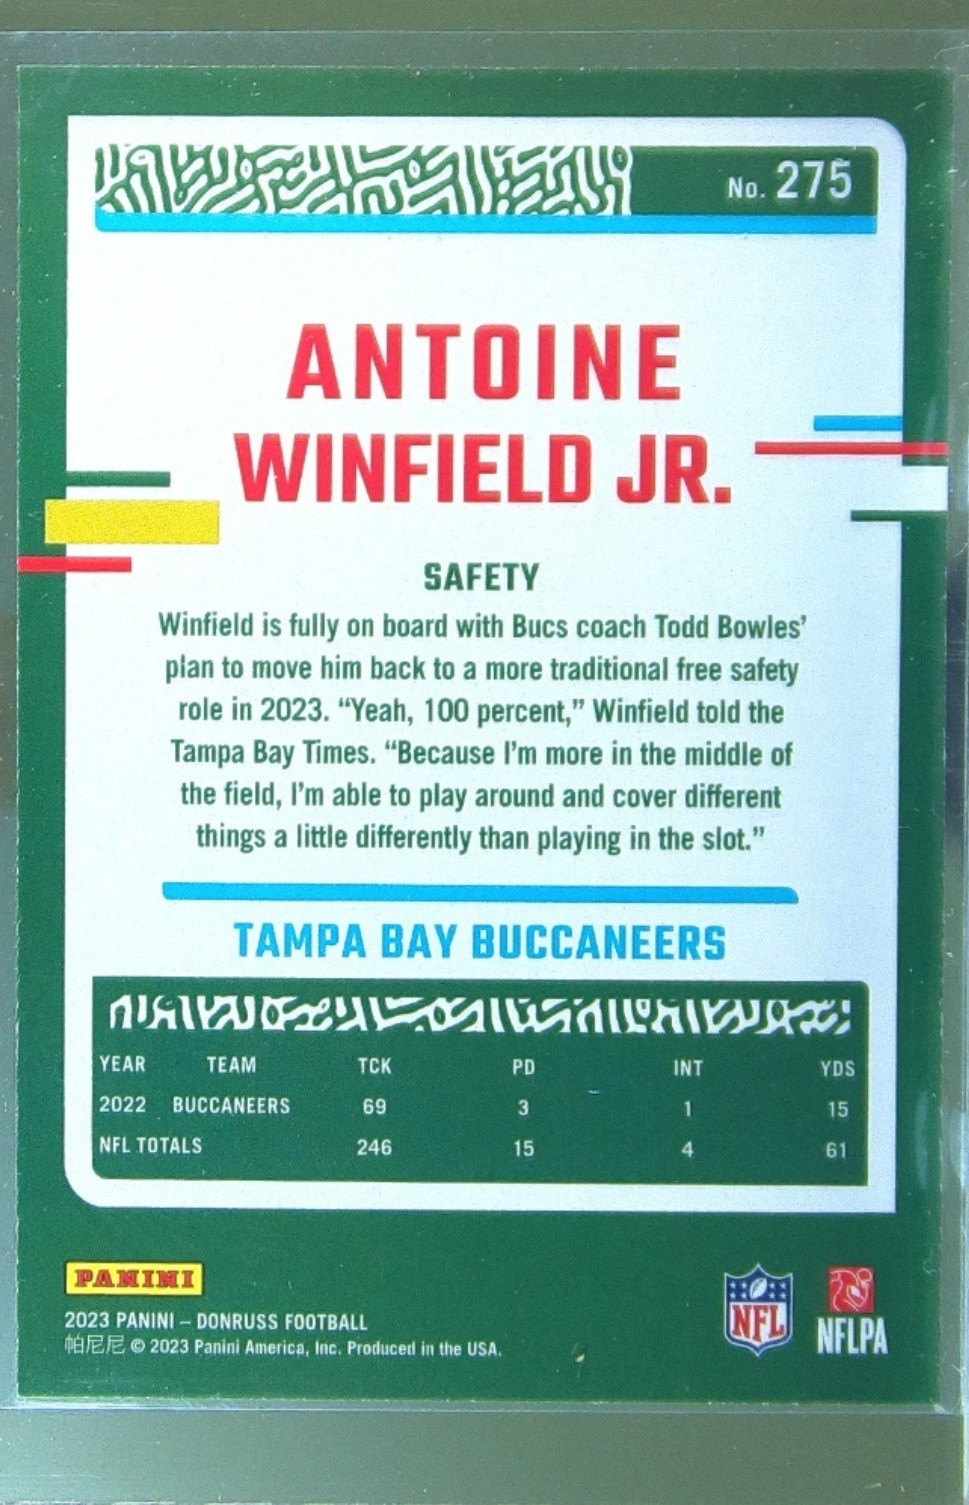 No. 275
ANTOINE
WINFIELD JR.
SAFETY
Winfield is fully on board with Bucs coach Todd Bowles’
plan to move him back to a more traditional free safety
role in 2023. “Yeah, 100 percent,” Winfield told the
Tampa Bay Times. “Because I’m more in the middle of
the field, I’m able to play around and cover different
things a little differently than playing in the slot.”
TAMPA BAY BUCCANEERS
YEAR TEAM TCK PD INT YDS
2022 BUCCANEERS 69 3 1 15
NFL TOTALS 246 15 4 61
PANINI
2023 PANINI – DONRUSS FOOTBALL
帕尼尼 © 2023 Panini America, Inc. Produced in the USA.
NFL
NFLPA